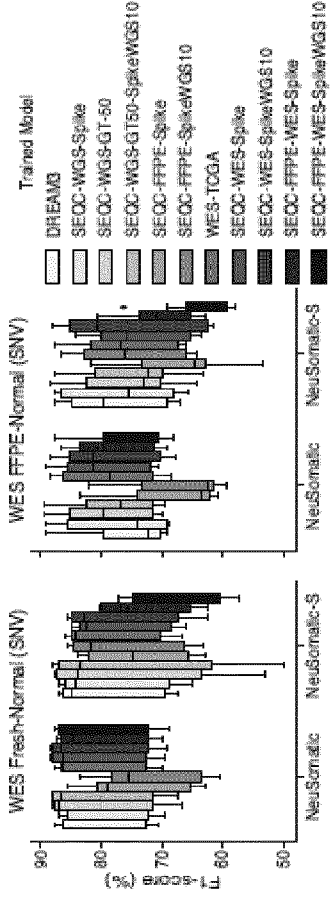 WES Fresh-Normal (SNV)
WES FFPE-Normal (SNV)
F1-score (%)
90
80
70
60
50
NeuSomatic
NeuSomatic-S
NeuSomatic
NeuSomatic-S
Trained Model
DREAM3
SEQC-WGS-Spike
SEQC-WGS-GT-50
SEQC-WGS-GT50-SpikeWGS10
SEQC-FFPE-Spike
SEQC-FFPE-SpikeWGS10
WES-TCGA
SEQC-WES-Spike
SEQC-WES-SpikeWGS10
SEQC-FFPE-WES-Spike
SEQC-FFPE-WES-SpikeWGS10